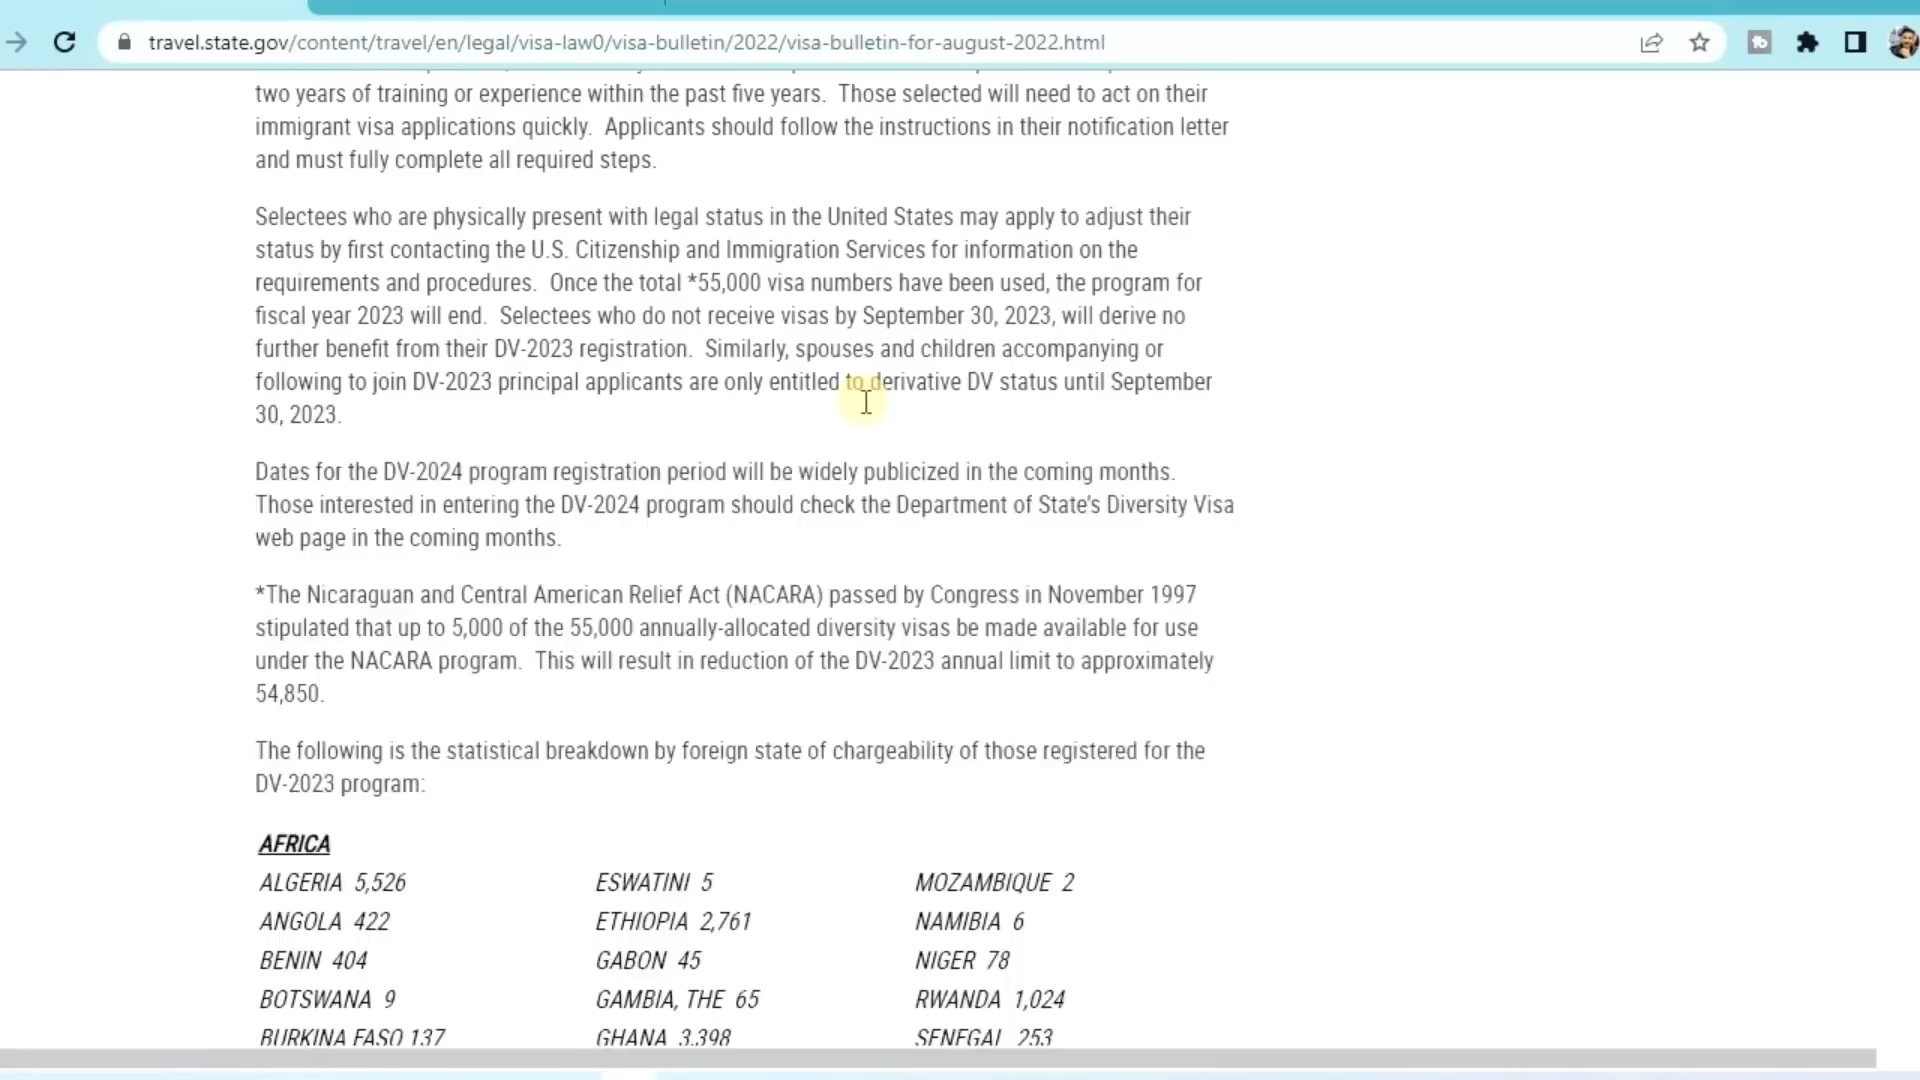 travel.state.gov/content/travel/en/legal/visa-law0/visa-bulletin/2022/visa-bulletin-for-august-2022.html
two years of training or experience within the past five years. Those selected will need to act on their
immigrant visa applications quickly. Applicants should follow the instructions in their notification letter
and must fully complete all required steps.
Selectees who are physically present with legal status in the United States may apply to adjust their
status by first contacting the U.S. Citizenship and Immigration Services for information on the
requirements and procedures. Once the total *55,000 visa numbers have been used, the program for
fiscal year 2023 will end. Selectees who do not receive visas by September 30, 2023, will derive no
further benefit from their DV-2023 registration. Similarly, spouses and children accompanying or
following to join DV-2023 principal applicants are only entitled to derivative DV status until September
30, 2023.
Dates for the DV-2024 program registration period will be widely publicized in the coming months.
Those interested in entering the DV-2024 program should check the Department of State's Diversity Visa
web page in the coming months.
*The Nicaraguan and Central American Relief Act (NACARA) passed by Congress in November 1997
stipulated that up to 5,000 of the 55,000 annually-allocated diversity visas be made available for use
under the NACARA program. This will result in reduction of the DV-2023 annual limit to approximately
54,850.
The following is the statistical breakdown by foreign state of chargeability of those registered for the
DV-2023 program:
AFRICA
ALGERIA 5,526 ESWATINI 5 MOZAMBIQUE 2
ANGOLA 422 ETHIOPIA 2,761 NAMIBIA 6
BENIN 404 GABON 45 NIGER 78
BOTSWANA 9 GAMBIA, THE 65 RWANDA 1,024
BURKINA FASO 137 GHANA 3,398 SENEGAL 253